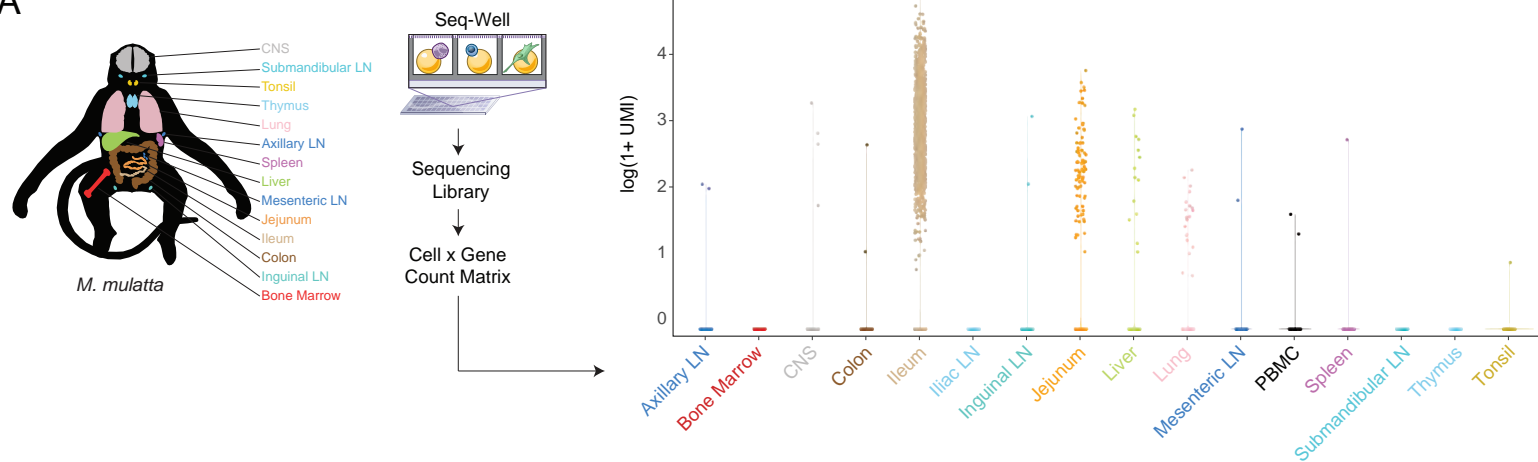 A
CNS
Submandibular LN
Tonsil
Thymus
Lung
Axillary LN
Spleen
Liver
Mesenteric LN
Jejunum
Ileum
Colon
Inguinal LN
Bone Marrow
M. mulatta
Seq-Well
Sequencing
Library
Cell x Gene
Count Matrix
log(1+ UMI)
4
3
2
1
0
Axillary LN
Bone Marrow
CNS
Colon
Ileum
Iliac LN
Inguinal LN
Jejunum
Liver
Lung
Mesenteric LN
PBMC
Spleen
Submandibular LN
Thymus
Tonsil